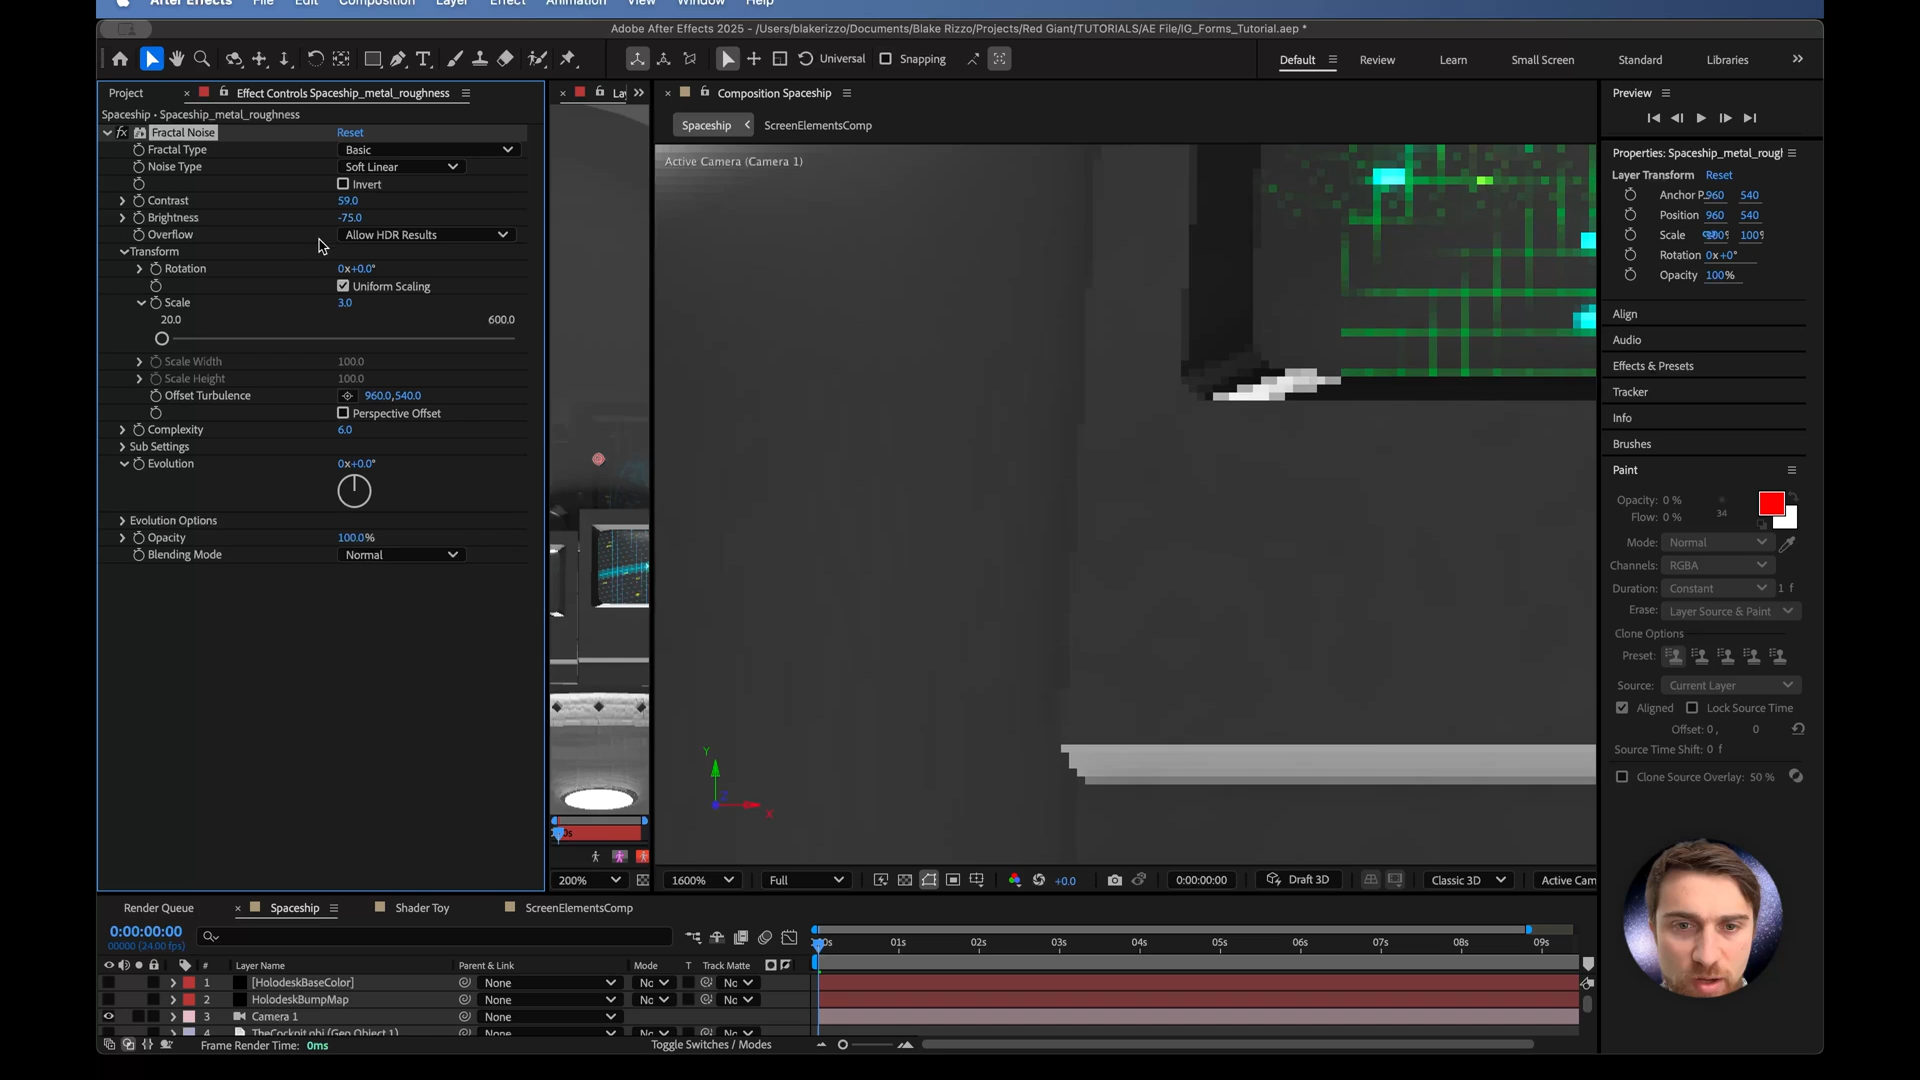 After Effects File Edit Composition Layer Effect Animation View Window Help
Adobe After Effects 2025 - /Users/blakerizzo/Documents/Blake Rizzo/Projects/Red Giant/TUTORIALS/AE File/IG_Forms_Tutorial.aep *
Universal Snapping Default Review Learn Small Screen Standard Libraries
Project Effect Controls Spaceship_metal_roughness
Spaceship • Spaceship_metal_roughness
fx Fractal Noise Reset
Fractal Type Basic
Noise Type Soft Linear
Invert
Contrast 59.0
Brightness -75.0
Overflow Allow HDR Results
Transform
Rotation 0x+0.0°
Uniform Scaling
Scale 3.0
20.0 600.0
Scale Width 100.0
Scale Height 100.0
Offset Turbulence 960.0,540.0
Perspective Offset
Complexity 6.0
Sub Settings
Evolution 0x+0.0°
Evolution Options
Opacity 100.0%
Blending Mode Normal
200%
Composition Spaceship
Spaceship ScreenElementsComp
Active Camera (Camera 1)
Y
Z
X
1600% Full +0.0 0:00:00:00 Draft 3D Classic 3D Active Cam
Preview
Properties: Spaceship_metal_rougl
Layer Transform Reset
Anchor P 960 540
Position 960 540
Scale 100%
Rotation 0x+0°
Opacity 100%
Align
Audio
Effects & Presets
Tracker
Info
Brushes
Paint
Opacity: 0 %
Flow: 0 % 34
Mode: Normal
Channels: RGBA
Duration: Constant 1 f
Erase: Layer Source & Paint
Clone Options
Preset:
Source: Current Layer
Aligned Lock Source Time
Offset: 0 , 0
Source Time Shift: 0 f
Clone Source Overlay: 50 %
Render Queue Spaceship Shader Toy ScreenElementsComp
0:00:00:00
00000 (24.00 fps)
01s 02s 03s 04s 05s 06s 07s 08s 09s
# Layer Name Parent & Link Mode T Track Matte
1 [HolodeskBaseColor] None
2 HolodeskBumpMap None
3 Camera 1 None
4 TheCockpit.obj (Geo Object 1) None
Frame Render Time: 0ms Toggle Switches / Modes